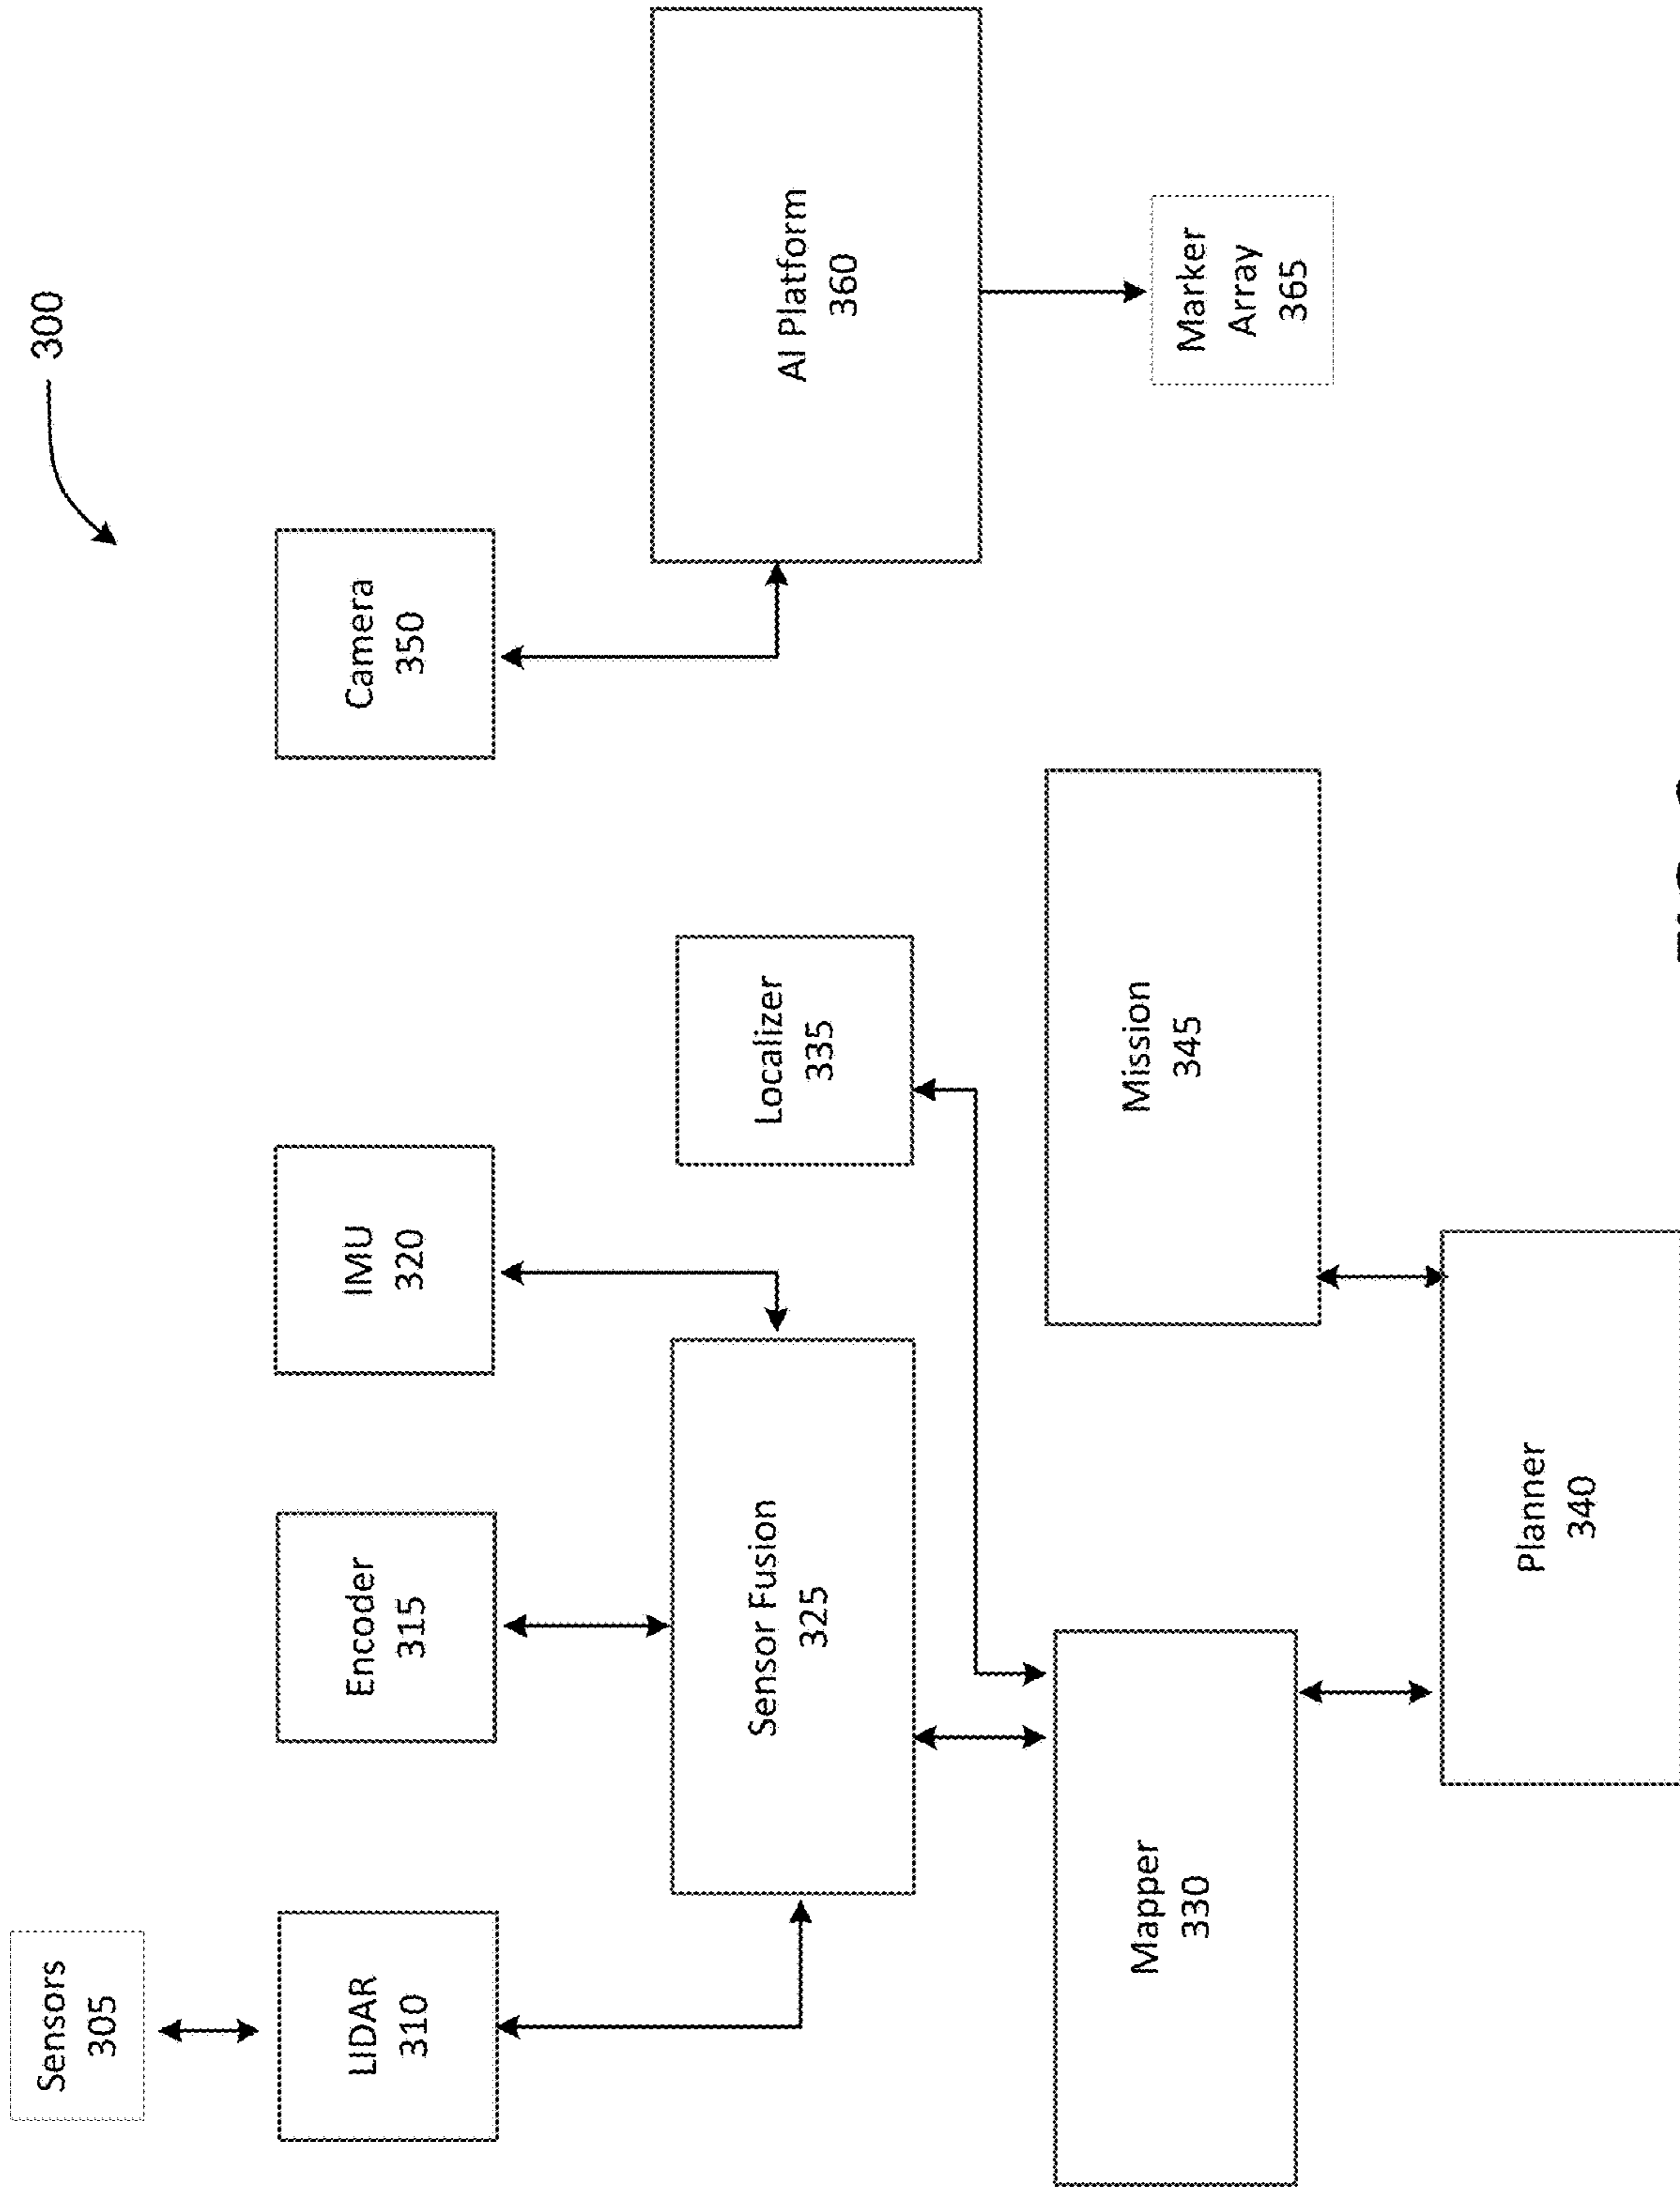 300
Sensors
305
LIDAR
310
Encoder
315
IMU
320
Camera
350
Sensor Fusion
325
Localizer
335
AI Platform
360
Mapper
330
Mission
345
Marker
Array
365
Planner
340